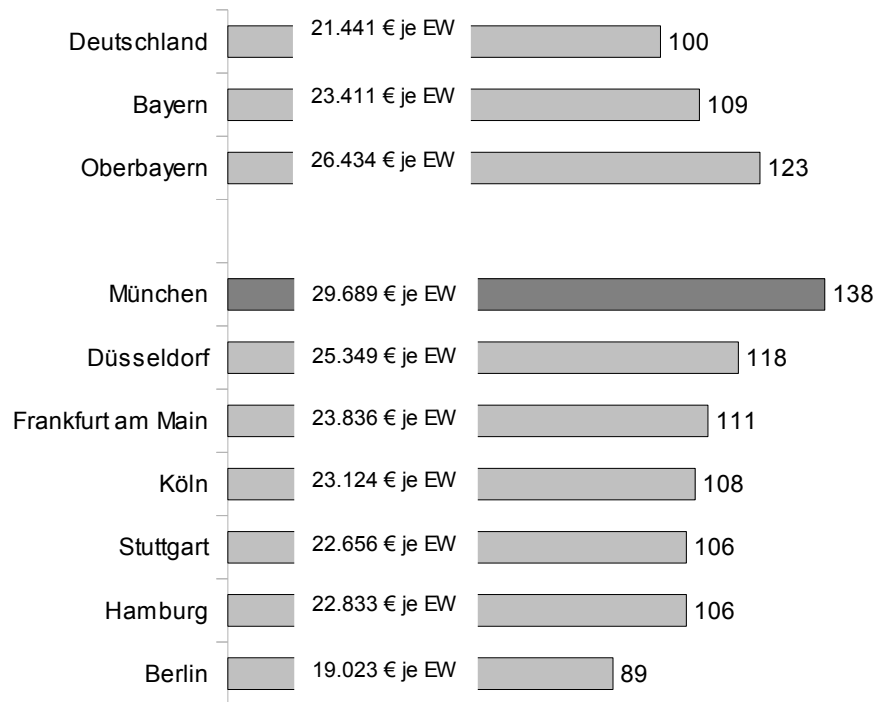 Deutschland 21.441 € je EW 100
Bayern 23.411 € je EW 109
Oberbayern 26.434 € je EW 123
München 29.689 € je EW 138
Düsseldorf 25.349 € je EW 118
Frankfurt am Main 23.836 € je EW 111
Köln 23.124 € je EW 108
Stuttgart 22.656 € je EW 106
Hamburg 22.833 € je EW 106
Berlin 19.023 € je EW 89